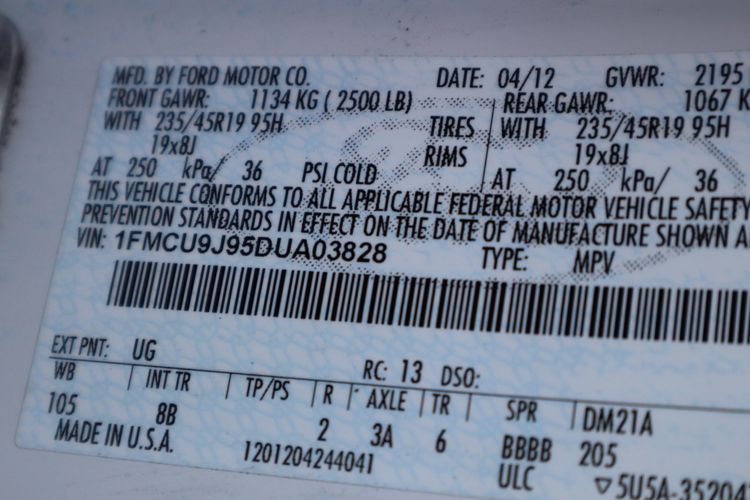 MFD. BY FORD MOTOR CO. DATE: 04/12 GVWR: 2195
FRONT GAWR: 1134 KG ( 2500 LB) REAR GAWR: 1067 K
WITH 235/45R19 95H TIRES WITH 235/45R19 95H
19x8J RIMS 19x8J
AT 250 kPa/ 36 PSI COLD AT 250 kPa/ 36
THIS VEHICLE CONFORMS TO ALL APPLICABLE FEDERAL MOTOR VEHICLE SAFETY
PREVENTION STANDARDS IN EFFECT ON THE DATE OF MANUFACTURE SHOWN A
VIN: 1FMCU9J95DUA03828 TYPE: MPV
EXT PNT: UG RC: 13 DSO:
WB INT TR TP/PS R AXLE TR SPR DM21A
105 8B 2 3A 6 BBBB 205
MADE IN U.S.A. 1201204244041 ULC ▽5U5A-35204